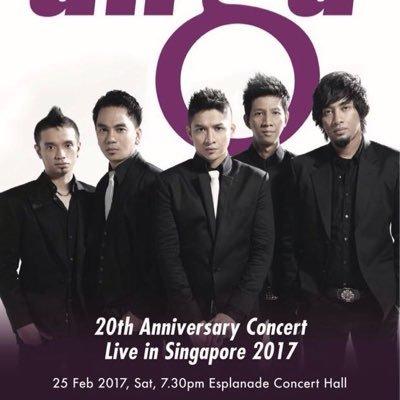 20th Anniversary Concert
Live in Singapore 2017
25 Feb 2017, Sat, 7.30pm Esplanade Concert Hall